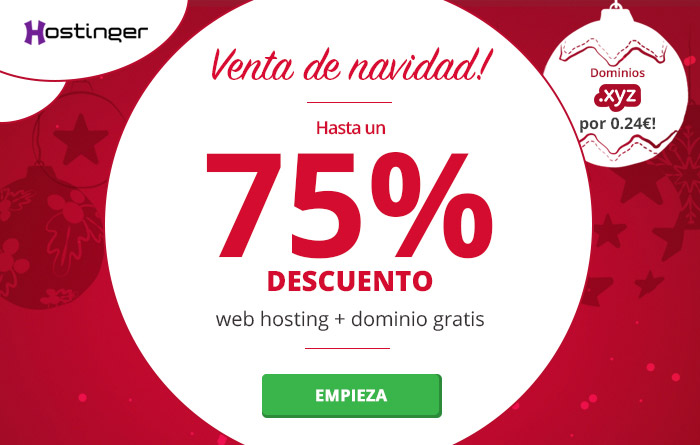 Hostinger
Venta de navidad!
Dominios
.xyz
por 0.24€!
Hasta un
75%
DESCUENTO
web hosting + dominio gratis
EMPIEZA